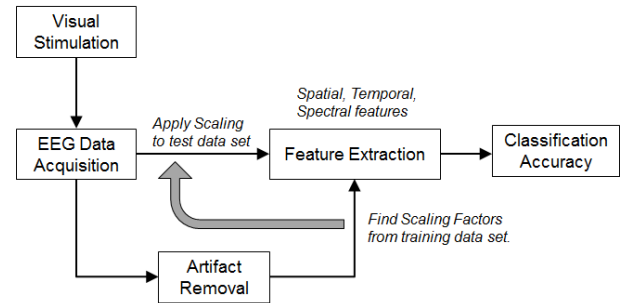 Visual
Stimulation
Spatial, Temporal,
Spectral features
Apply Scaling
to test data set
EEG Data
Acquisition
Feature Extraction
Classification
Accuracy
Find Scaling Factors
from training data set.
Artifact
Removal